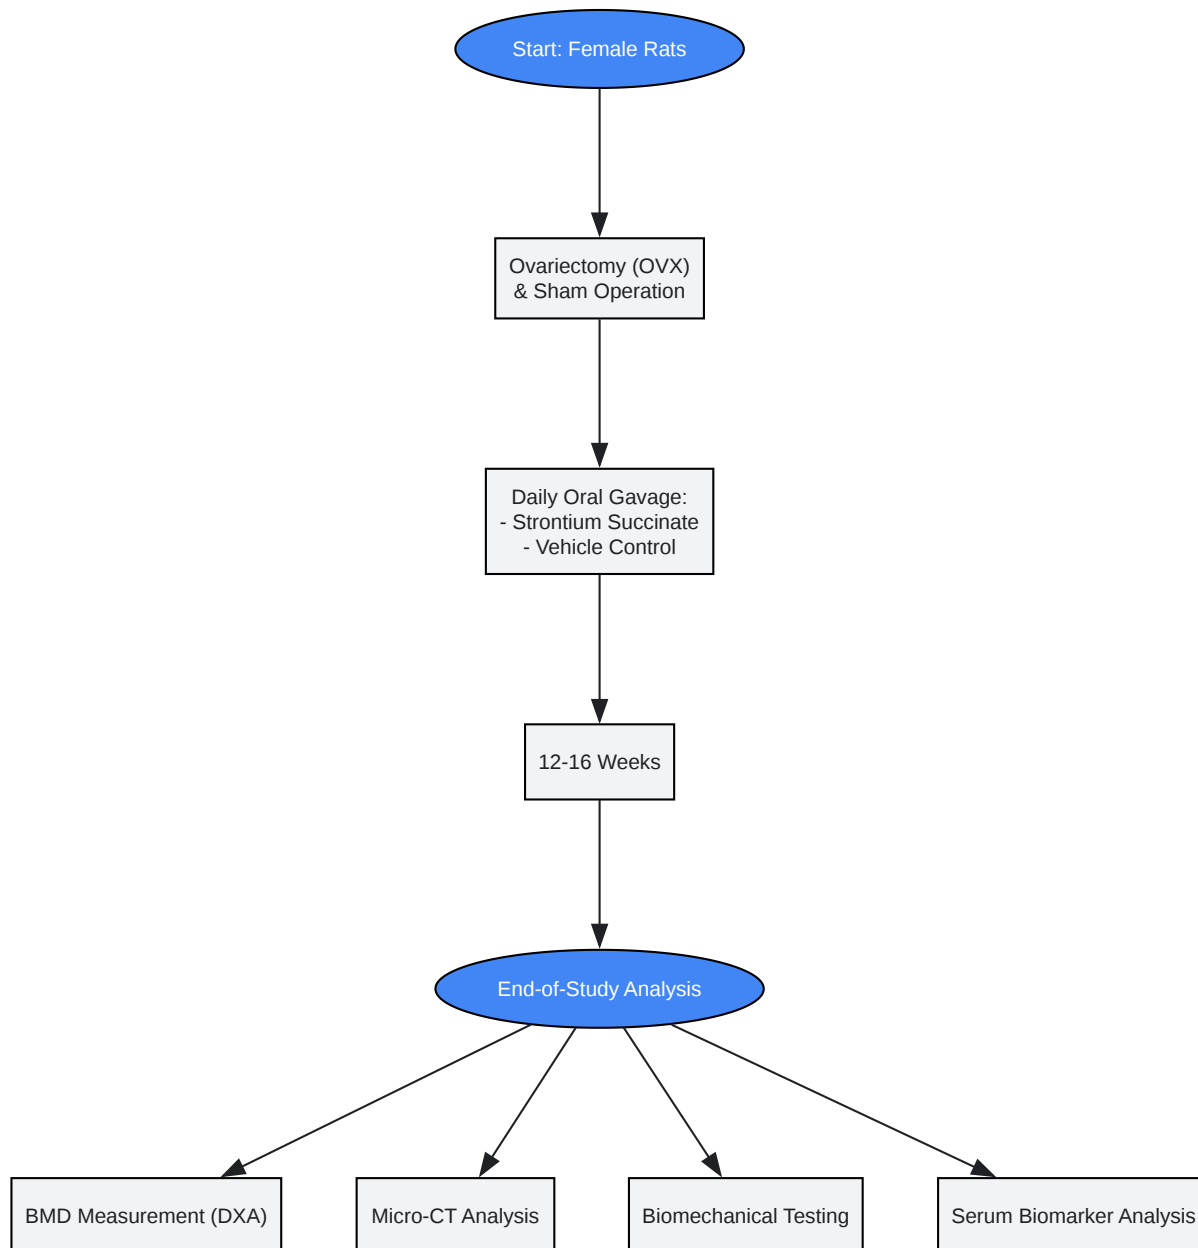 Start: Female Rats
Ovariectomy (OVX)
& Sham Operation
Daily Oral Gavage:
- Strontium Succinate
- Vehicle Control
12-16 Weeks
End-of-Study Analysis
BMD Measurement (DXA)
Micro-CT Analysis
Biomechanical Testing
Serum Biomarker Analysis